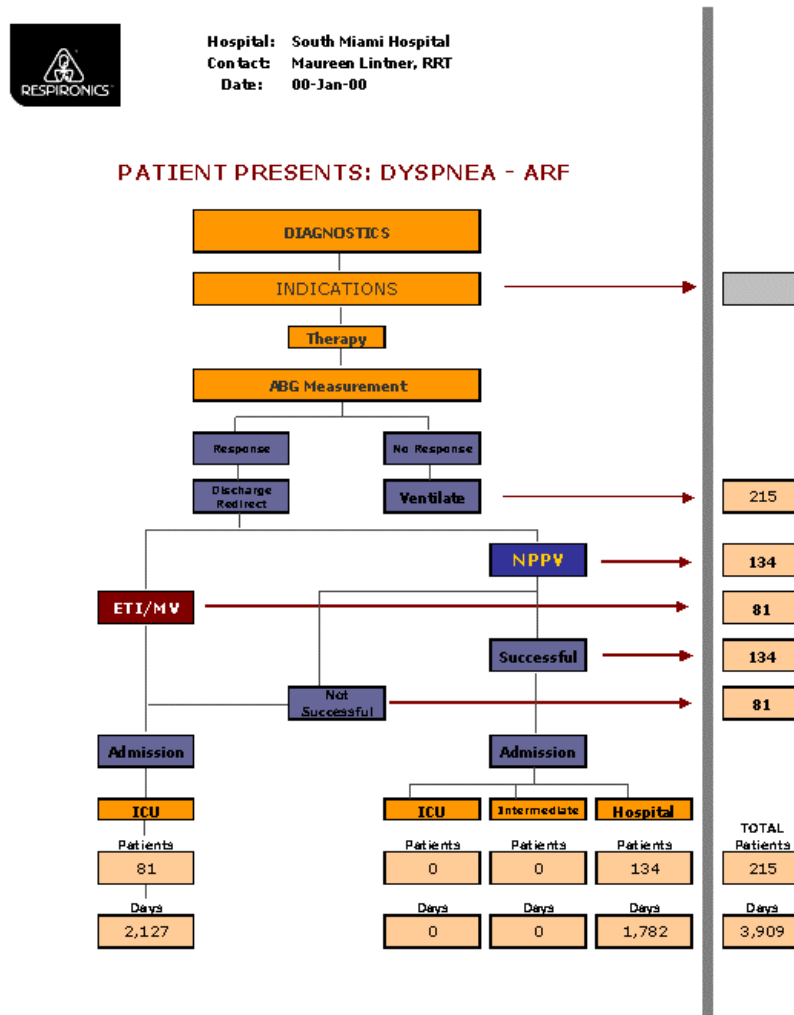 RESPIRONICS
Hospital: South Miami Hospital
Contact: Maureen Lintner, RRT
Date: 00-Jan-00
PATIENT PRESENTS: DYSPNEA - ARF
DIAGNOSTICS
INDICATIONS
Therapy
ABG Measurement
Response
No Response
Discharge
Redirect
Ventilate
215
NPPV
134
ETI/MV
81
Successful
134
Not
Successful
81
Admission
Admission
ICU
ICU
Intermediate
Hospital
TOTAL
Patients
Patients
Patients
Patients
Patients
81
0
0
134
215
Days
Days
Days
Days
Days
2,127
0
0
1,782
3,909